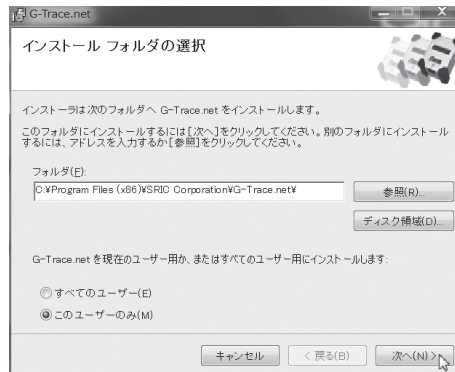 G-Trace.net
インストール フォルダの選択
インストーラは次のフォルダへ G-Trace.net をインストールします。
このフォルダにインストールするには[次へ]をクリックしてください。別のフォルダにインストール
するには、アドレスを入力するか[参照]をクリックしてください。
フォルダ(F):
C:¥Program Files (x86)¥SRIC Corporation¥G-Trace.net¥
参照(R)...
ディスク領域(D)...
G-Trace.net を現在のユーザー用か、またはすべてのユーザー用にインストールします:
すべてのユーザー(E)
このユーザーのみ(M)
キャンセル
< 戻る(B)
次へ(N) >